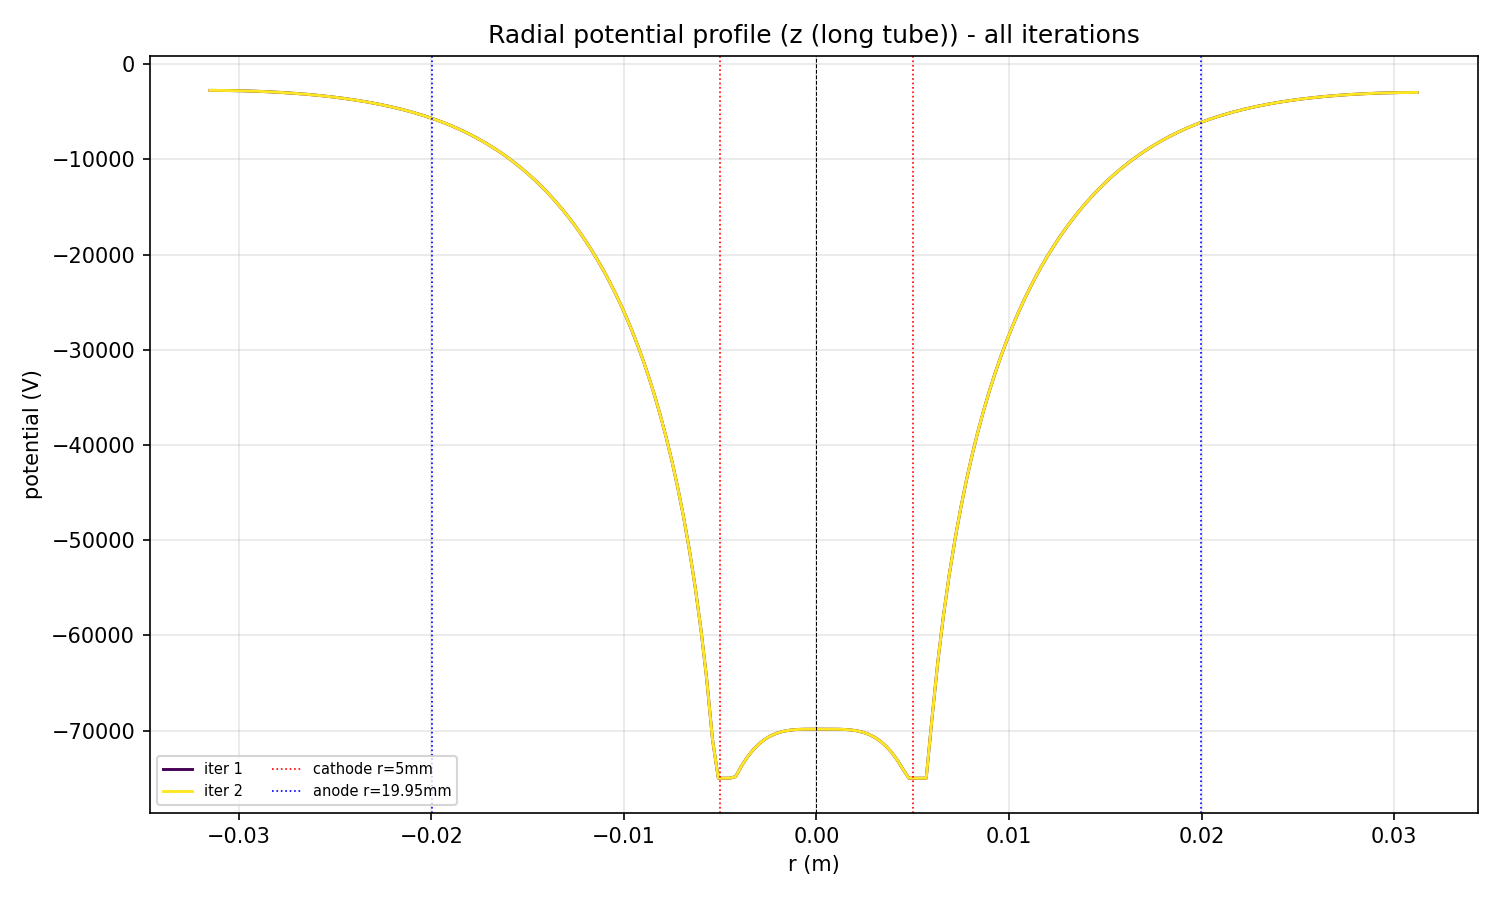 Radial potential profile (z (long tube)) - all iterations
potential (V)
0
−10000
−20000
−30000
−40000
−50000
−60000
−70000
iter 1
iter 2
cathode r=5mm
anode r=19.95mm
−0.03
−0.02
−0.01
0.00
0.01
0.02
0.03
r (m)